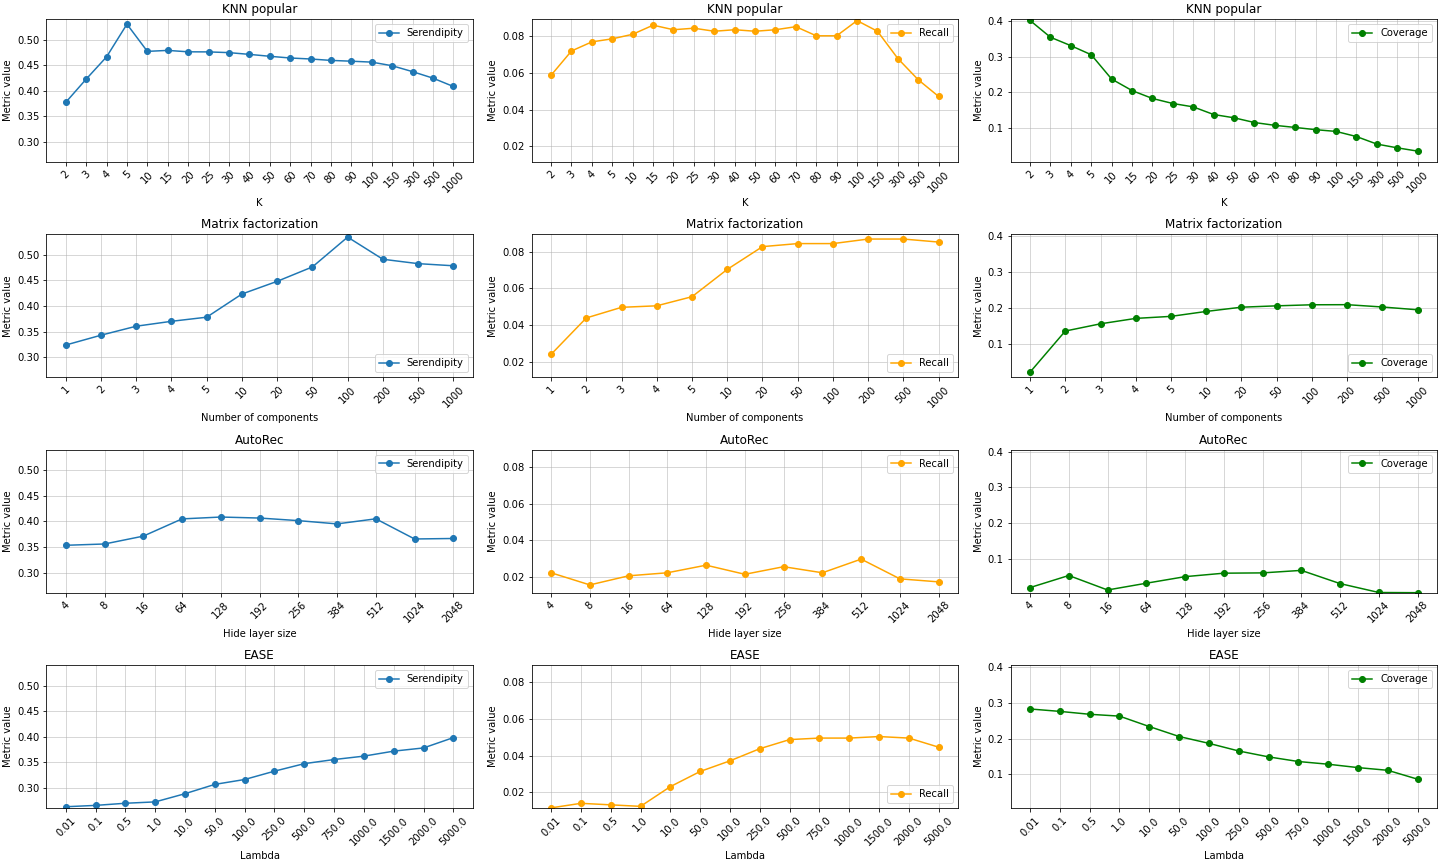 KNN popular
Metric value
0.50
0.45
0.40
0.35
0.30
Serendipity
2 3 4 5 10 15 20 25 30 40 50 60 70 80 90 100 150 300 500 1000
K
KNN popular
Metric value
0.08
0.06
0.04
0.02
Recall
2 3 4 5 10 15 20 25 30 40 50 60 70 80 90 100 150 300 500 1000
K
KNN popular
Metric value
0.4
0.3
0.2
0.1
Coverage
2 3 4 5 10 15 20 25 30 40 50 60 70 80 90 100 150 300 500 1000
K
Matrix factorization
Metric value
0.50
0.45
0.40
0.35
0.30
Serendipity
1 2 3 4 5 10 20 50 100 200 500 1000
Number of components
Matrix factorization
Metric value
0.08
0.06
0.04
0.02
Recall
1 2 3 4 5 10 20 50 100 200 500 1000
Number of components
Matrix factorization
Metric value
0.4
0.3
0.2
0.1
Coverage
1 2 3 4 5 10 20 50 100 200 500 1000
Number of components
AutoRec
Metric value
0.50
0.45
0.40
0.35
0.30
Serendipity
4 8 16 64 128 192 256 384 512 1024 2048
Hide layer size
AutoRec
Metric value
0.08
0.06
0.04
0.02
Recall
4 8 16 64 128 192 256 384 512 1024 2048
Hide layer size
AutoRec
Metric value
0.4
0.3
0.2
0.1
Coverage
4 8 16 64 128 192 256 384 512 1024 2048
Hide layer size
EASE
Metric value
0.50
0.45
0.40
0.35
0.30
Serendipity
0.01 0.1 0.5 1.0 10.0 50.0 100.0 250.0 500.0 750.0 1000.0 1500.0 2000.0 5000.0
Lambda
EASE
Metric value
0.08
0.06
0.04
0.02
Recall
0.01 0.1 0.5 1.0 10.0 50.0 100.0 250.0 500.0 750.0 1000.0 1500.0 2000.0 5000.0
Lambda
EASE
Metric value
0.4
0.3
0.2
0.1
Coverage
0.01 0.1 0.5 1.0 10.0 50.0 100.0 250.0 500.0 750.0 1000.0 1500.0 2000.0 5000.0
Lambda